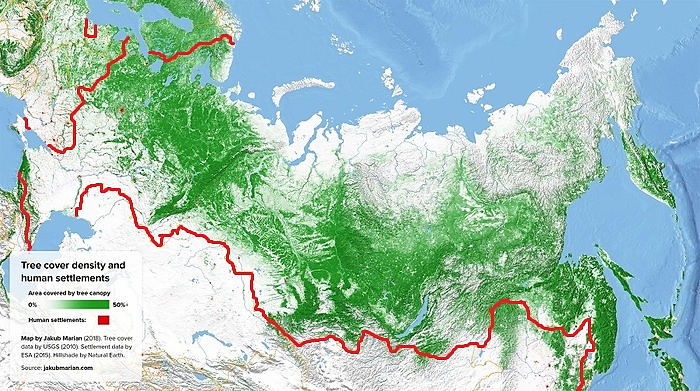 Tree cover density and
human settlements
Area covered by tree canopy
0% 50%+
Human settlements:
Map by Jakub Marian (2018). Tree cover
data by USGS (2010). Settlement data by
ESA (2015). Hillshade by Natural Earth.
Source: jakubmarian.com